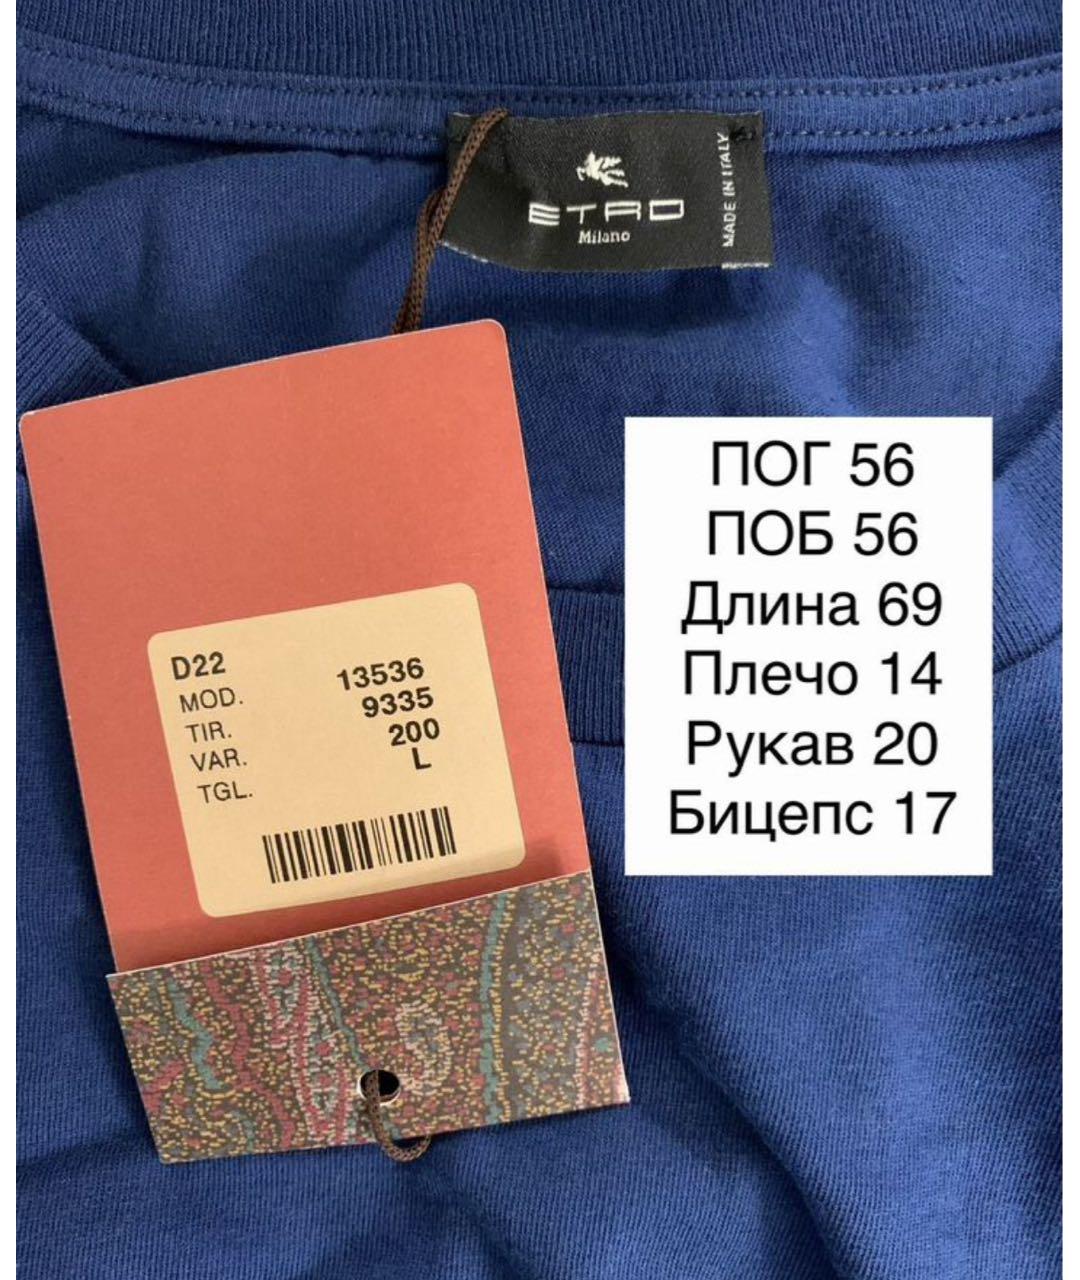 ETRO
Milano
MADE IN ITALY
D22
MOD. 13536
TIR. 9335
VAR. 200
TGL. L
ПОГ 56
ПОБ 56
Длина 69
Плечо 14
Рукав 20
Бицепс 17